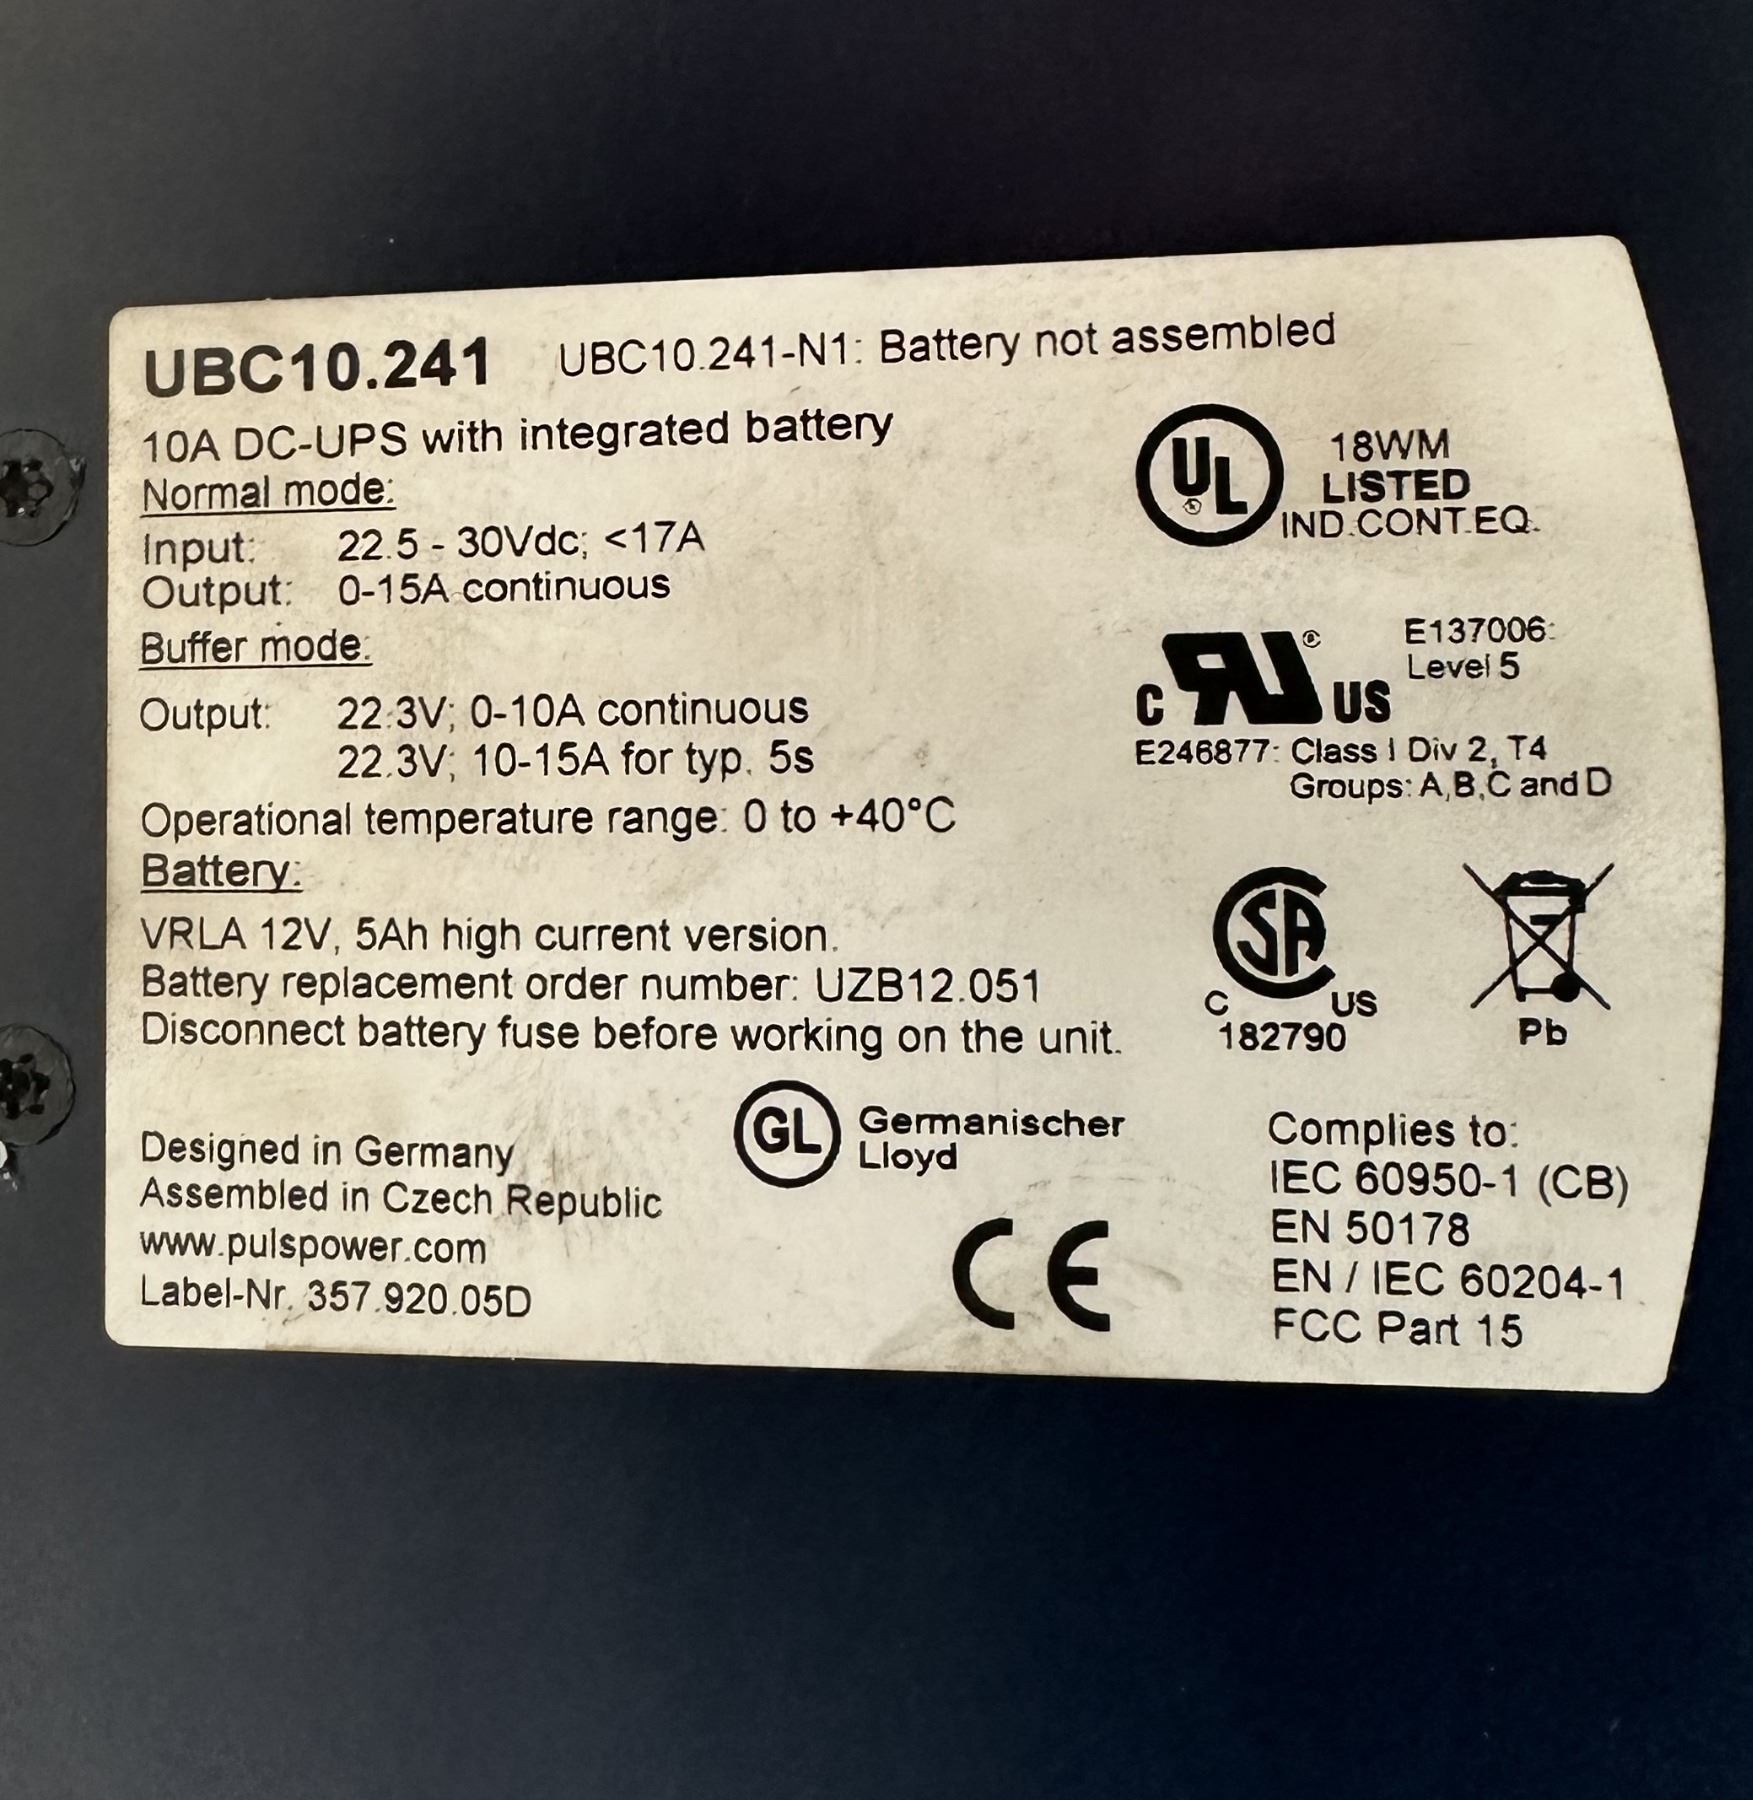 UBC10.241 UBC10.241-N1: Battery not assembled
10A DC-UPS with integrated battery
Normal mode:
Input: 22.5 - 30Vdc; <17A
Output: 0-15A continuous
Buffer mode:
Output: 22.3V; 0-10A continuous
22.3V; 10-15A for typ. 5s
Operational temperature range: 0 to +40°C
Battery:
VRLA 12V, 5Ah high current version.
Battery replacement order number: UZB12.051
Disconnect battery fuse before working on the unit.
Designed in Germany
Assembled in Czech Republic
www.pulspower.com
Label-Nr. 357.920.05D
GL Germanischer
Lloyd
CE
UL ® 18WM
LISTED
IND.CONT.EQ.
c RU ® US E137006:
Level 5
E246877: Class I Div 2, T4
Groups: A,B,C and D
SA
C US
182790
Pb
Complies to:
IEC 60950-1 (CB)
EN 50178
EN / IEC 60204-1
FCC Part 15